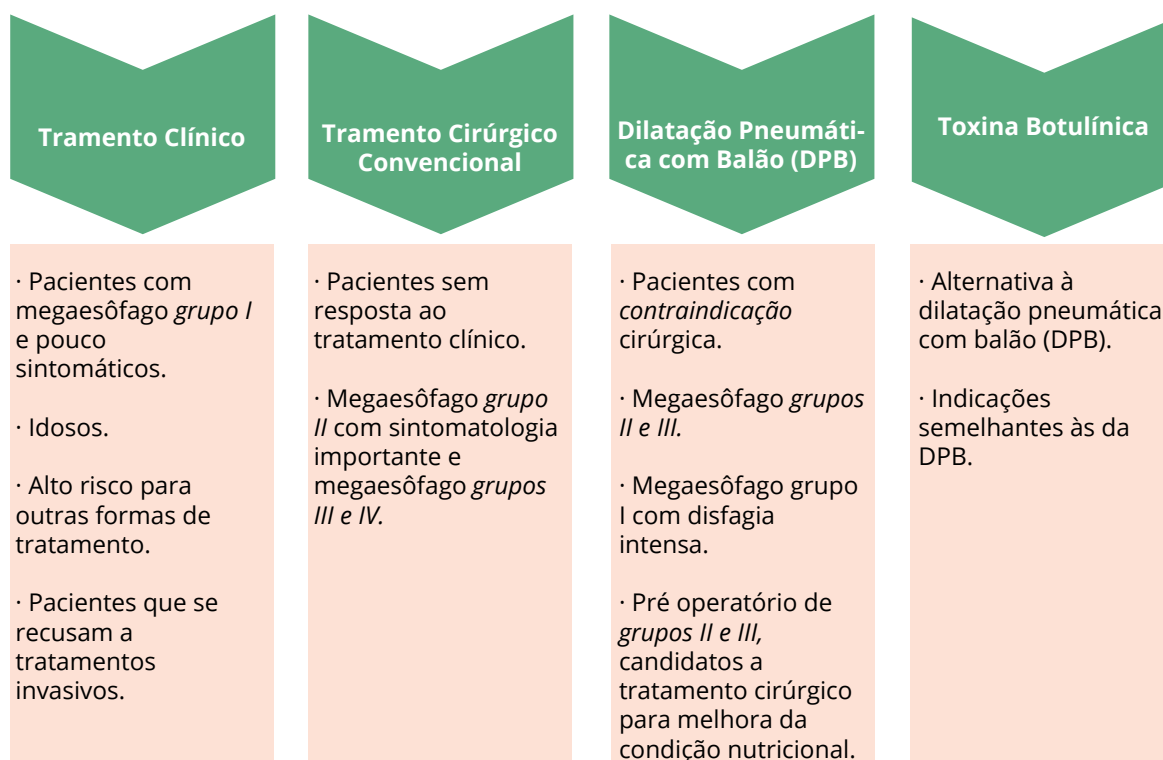 Tramento Clínico
· Pacientes com
megaesôfago grupo I
e pouco
sintomáticos.
· Idosos.
· Alto risco para
outras formas de
tratamento.
· Pacientes que se
recusam a
tratamentos
invasivos.
Tramento Cirúrgico
Convencional
· Pacientes sem
resposta ao
tratamento clínico.
· Megaesôfago grupo
II com sintomatologia
importante e
megaesôfago grupos
III e IV.
Dilatação Pneumáti-
ca com Balão (DPB)
· Pacientes com
contraindicação
cirúrgica.
· Megaesôfago grupos
II e III.
· Megaesôfago grupo
I com disfagia
intensa.
· Pré operatório de
grupos II e III,
candidatos a
tratamento cirúrgico
para melhora da
condição nutricional.
Toxina Botulínica
· Alternativa à
dilatação pneumática
com balão (DPB).
· Indicações
semelhantes às da
DPB.